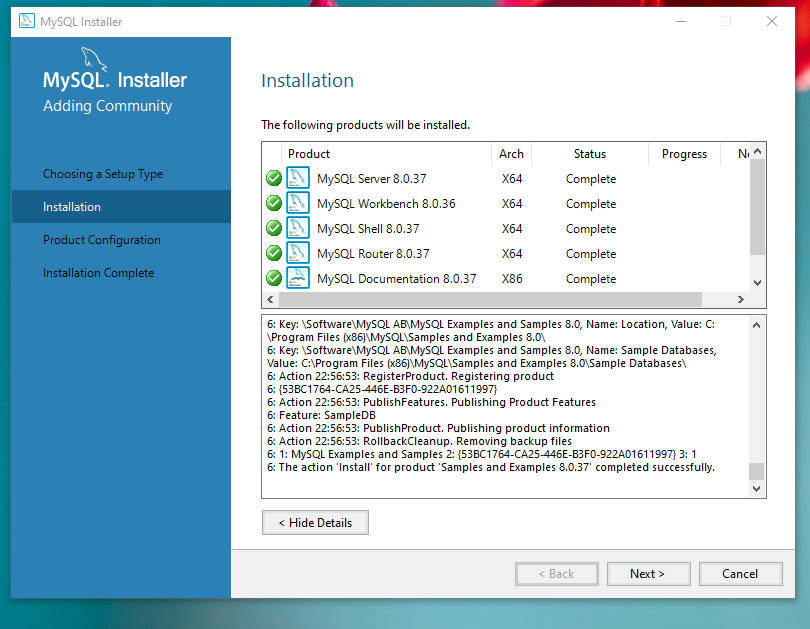 MySQL Installer
MySQL. Installer
Adding Community
Choosing a Setup Type
Installation
Product Configuration
Installation Complete
Installation
The following products will be installed.
Product Arch Status Progress
MySQL Server 8.0.37 X64 Complete
MySQL Workbench 8.0.36 X64 Complete
MySQL Shell 8.0.37 X64 Complete
MySQL Router 8.0.37 X64 Complete
MySQL Documentation 8.0.37 X86 Complete
6: Key: \Software\MySQL AB\MySQL Examples and Samples 8.0, Name: Location, Value: C:
\Program Files (x86)\MySQL\Samples and Examples 8.0\
6: Key: \Software\MySQL AB\MySQL Examples and Samples 8.0, Name: Sample Databases,
Value: C:\Program Files (x86)\MySQL\Samples and Examples 8.0\Sample Databases\
6: Action 22:56:53: RegisterProduct. Registering product
6: {53BC1764-CA25-446E-B3F0-922A01611997}
6: Action 22:56:53: PublishFeatures. Publishing Product Features
6: Feature: SampleDB
6: Action 22:56:53: PublishProduct. Publishing product information
6: Action 22:56:53: RollbackCleanup. Removing backup files
6: 1: MySQL Examples and Samples 2: {53BC1764-CA25-446E-B3F0-922A01611997} 3: 1
6: The action 'Install' for product 'Samples and Examples 8.0.37' completed successfully.
< Hide Details
< Back Next > Cancel